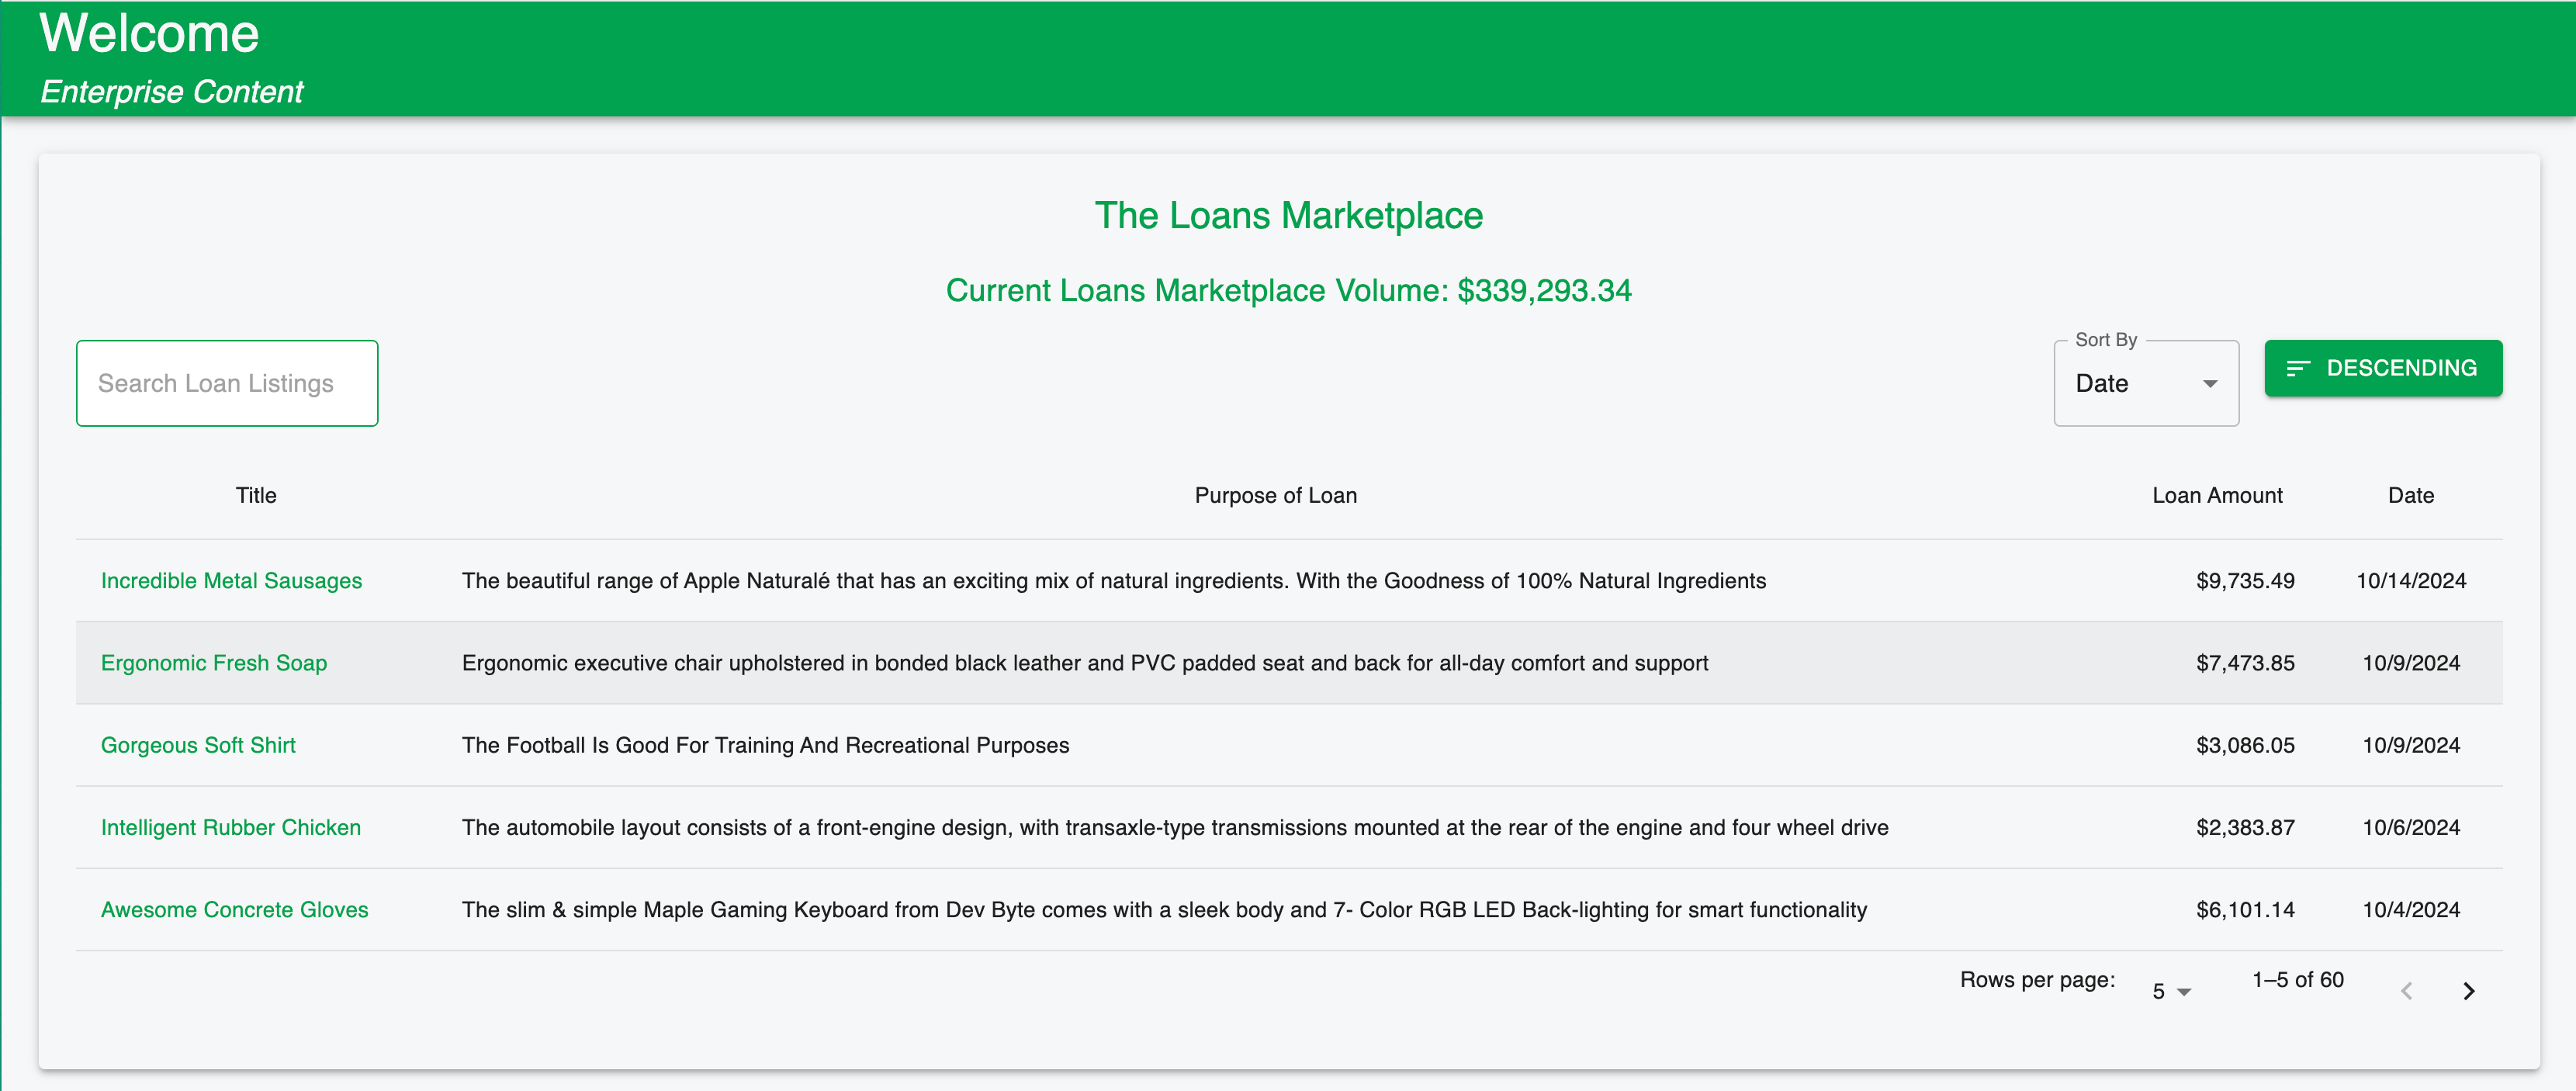 Welcome
Enterprise Content
The Loans Marketplace
Current Loans Marketplace Volume: $339,293.34
Search Loan Listings
Sort By
Date
DESCENDING
Title Purpose of Loan Loan Amount Date
Incredible Metal Sausages The beautiful range of Apple Naturalé that has an exciting mix of natural ingredients. With the Goodness of 100% Natural Ingredients $9,735.49 10/14/2024
Ergonomic Fresh Soap Ergonomic executive chair upholstered in bonded black leather and PVC padded seat and back for all-day comfort and support $7,473.85 10/9/2024
Gorgeous Soft Shirt The Football Is Good For Training And Recreational Purposes $3,086.05 10/9/2024
Intelligent Rubber Chicken The automobile layout consists of a front-engine design, with transaxle-type transmissions mounted at the rear of the engine and four wheel drive $2,383.87 10/6/2024
Awesome Concrete Gloves The slim & simple Maple Gaming Keyboard from Dev Byte comes with a sleek body and 7- Color RGB LED Back-lighting for smart functionality $6,101.14 10/4/2024
Rows per page: 5 1–5 of 60